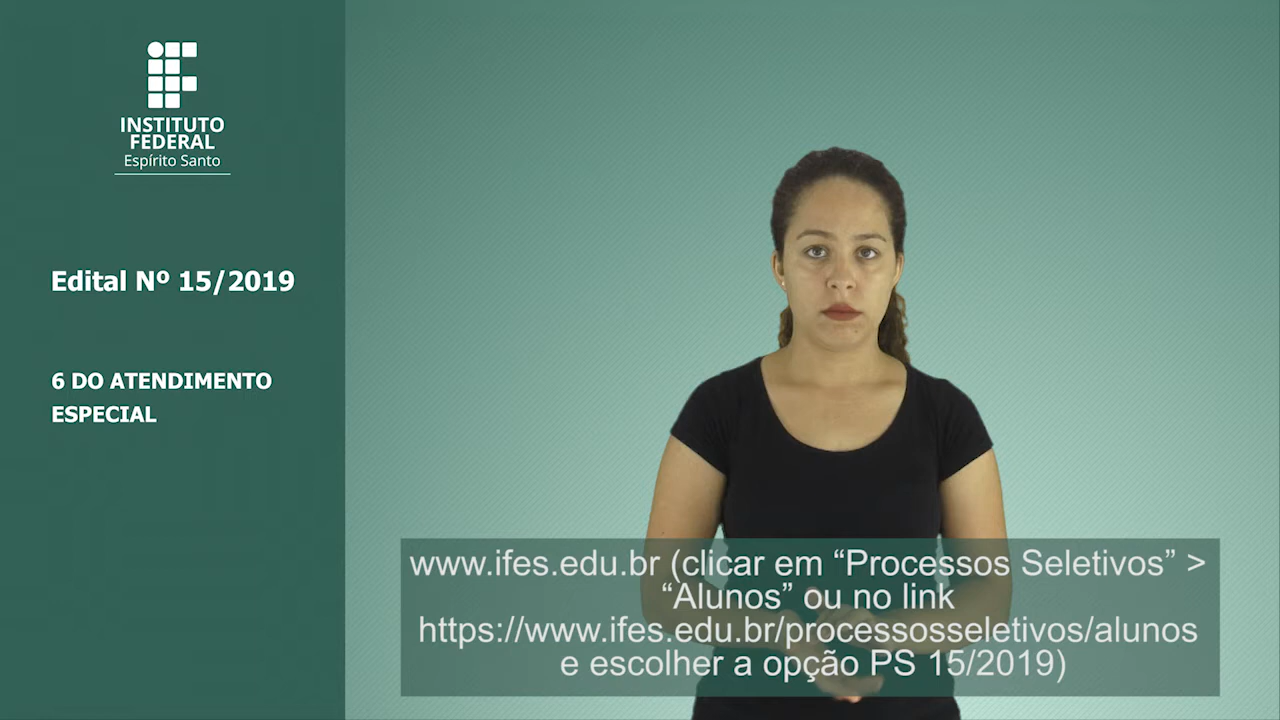 INSTITUTO
FEDERAL
Espírito Santo
Edital Nº 15/2019
6 DO ATENDIMENTO
ESPECIAL
www.ifes.edu.br (clicar em “Processos Seletivos” >
“Alunos” ou no link
https://www.ifes.edu.br/processosseletivos/alunos
e escolher a opção PS 15/2019)